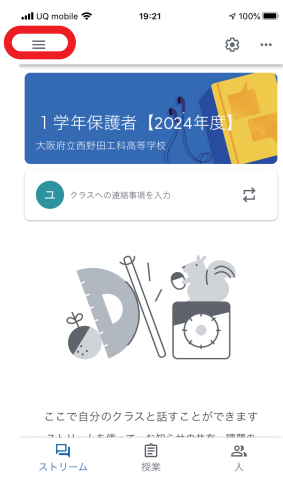 UQ mobile 19:21 100%
1学年保護者【2024年度】
大阪府立西野田工科高等学校
ユ クラスへの連絡事項を入力
ここで自分のクラスと話すことができます
ストリーム 授業 人